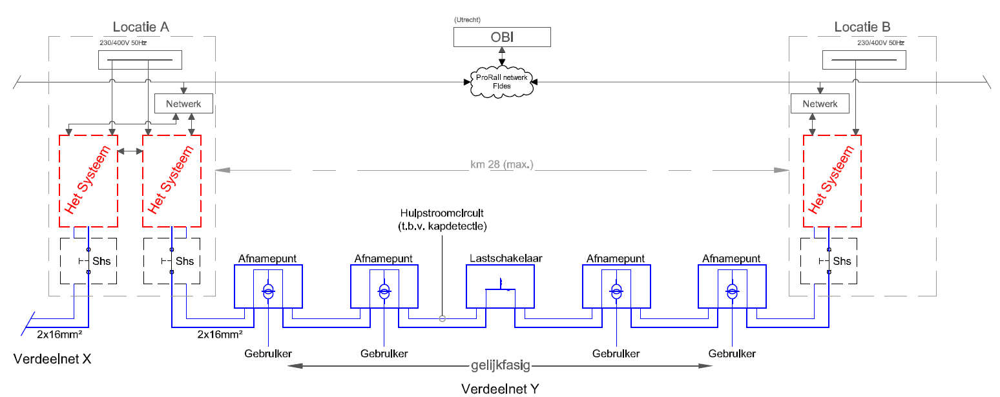 (Utrecht)
Locatie A
OBI
Locatie B
230/400V 50Hz
230/400V 50Hz
ProRail netwerk
Fides
Netwerk
Netwerk
Het Systeem
Het Systeem
Het Systeem
km 28 (max.)
Hulpstroomcircuit
(t.b.v. kapdetectie)
Shs
Shs
Shs
Afnamepunt
Afnamepunt
Lastschakelaar
Afnamepunt
Afnamepunt
2x16mm²
2x16mm²
Gebruiker
Gebruiker
Gebruiker
Gebruiker
Verdeelnet X
gelijkfasig
Verdeelnet Y